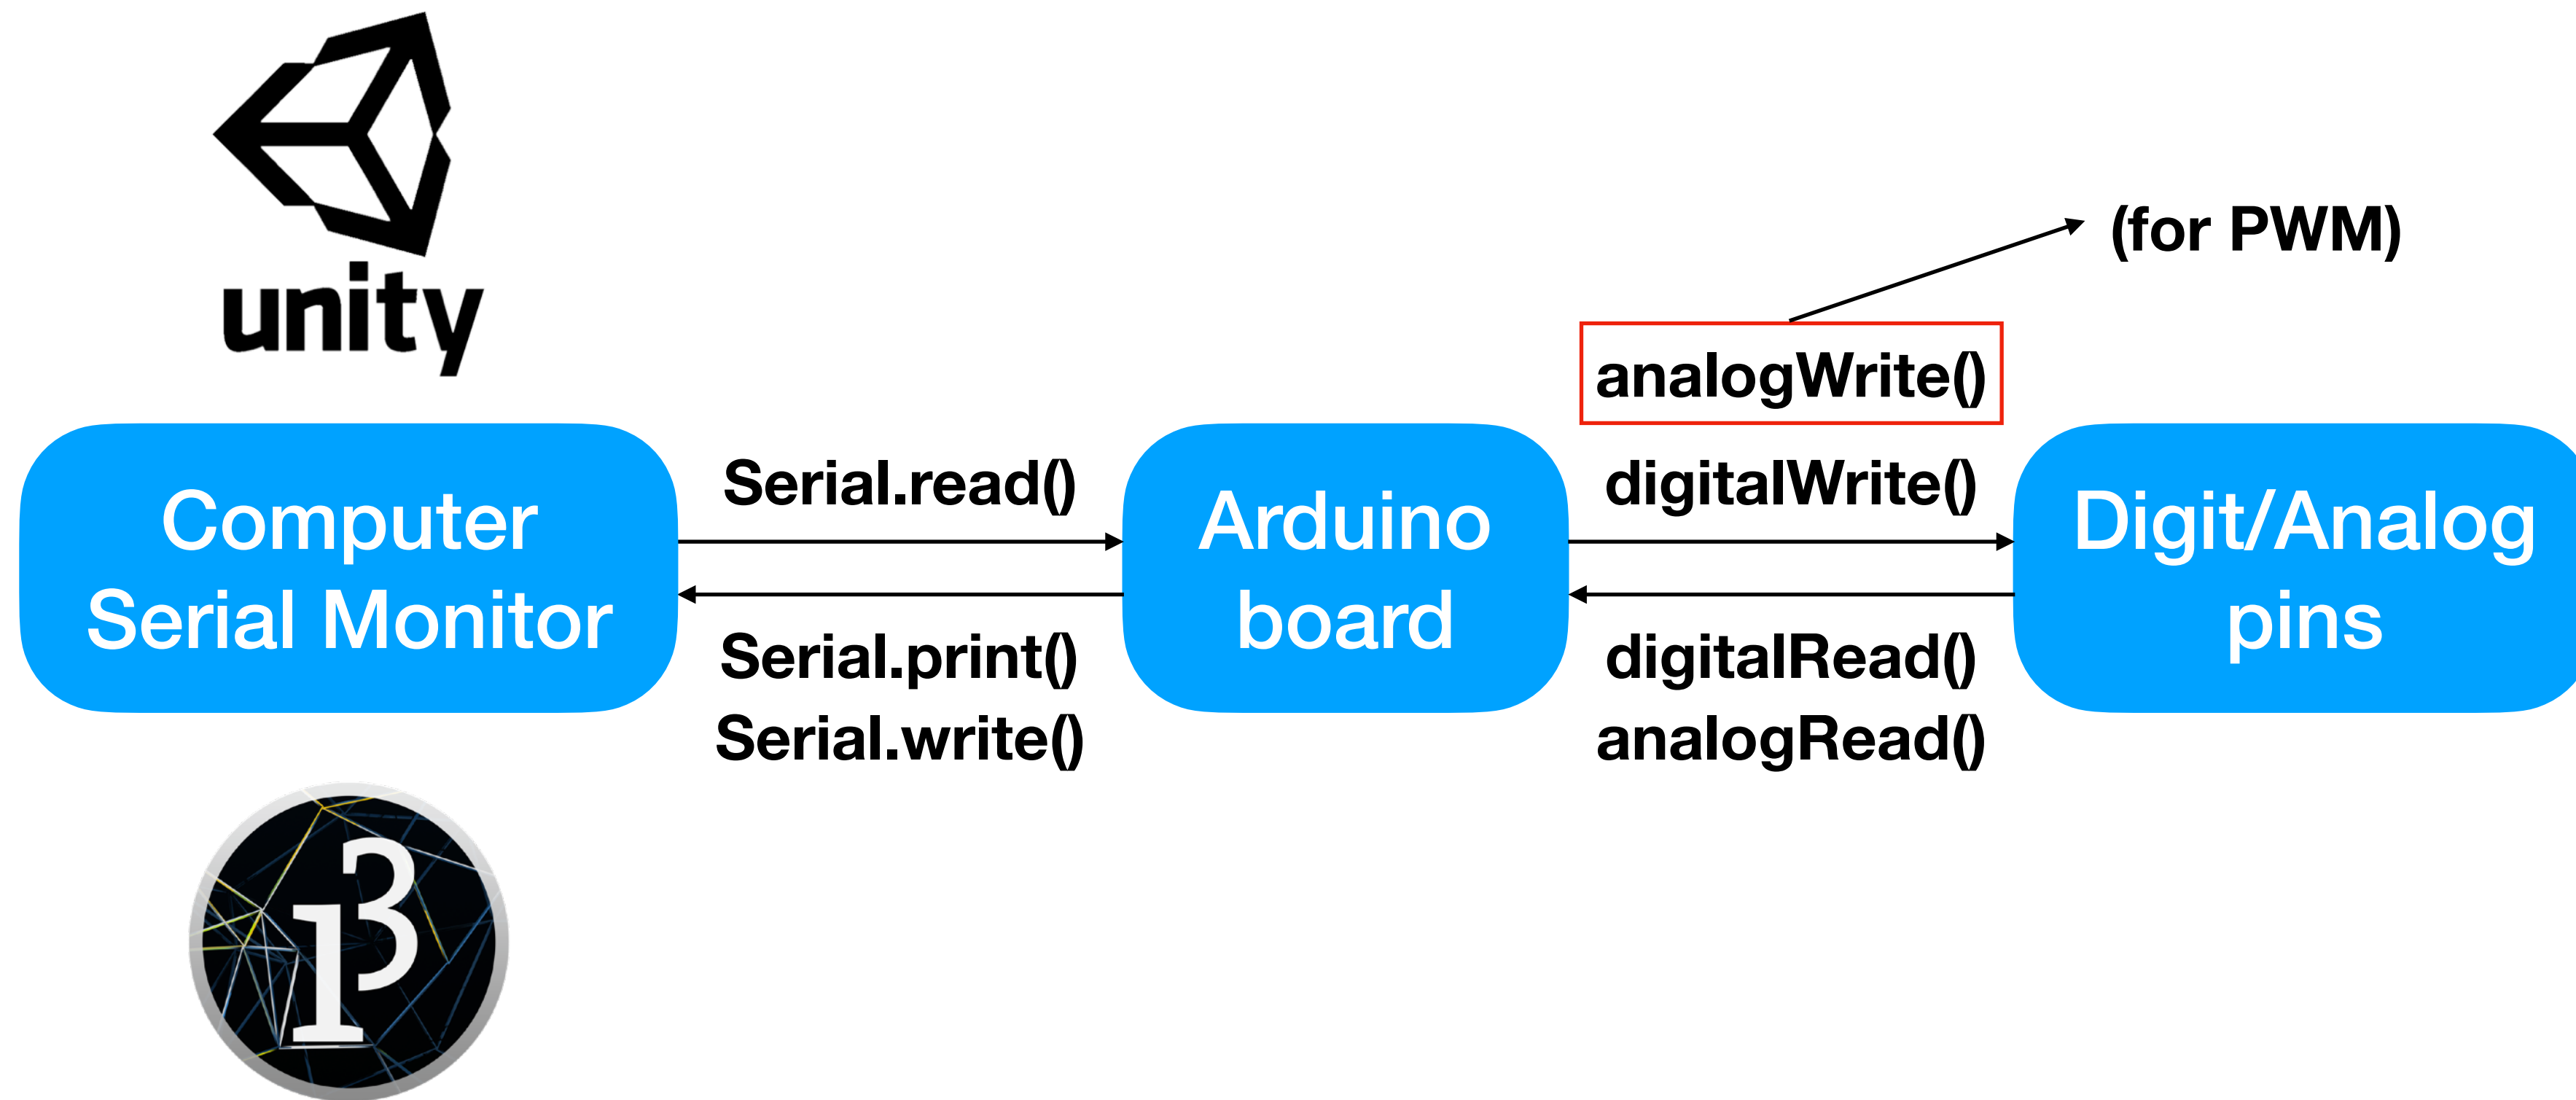 unity
(for PWM)
analogWrite()
Computer
Serial Monitor
Serial.read()
Serial.print()
Serial.write()
Arduino
board
digitalWrite()
digitalRead()
analogRead()
Digit/Analog
pins
13